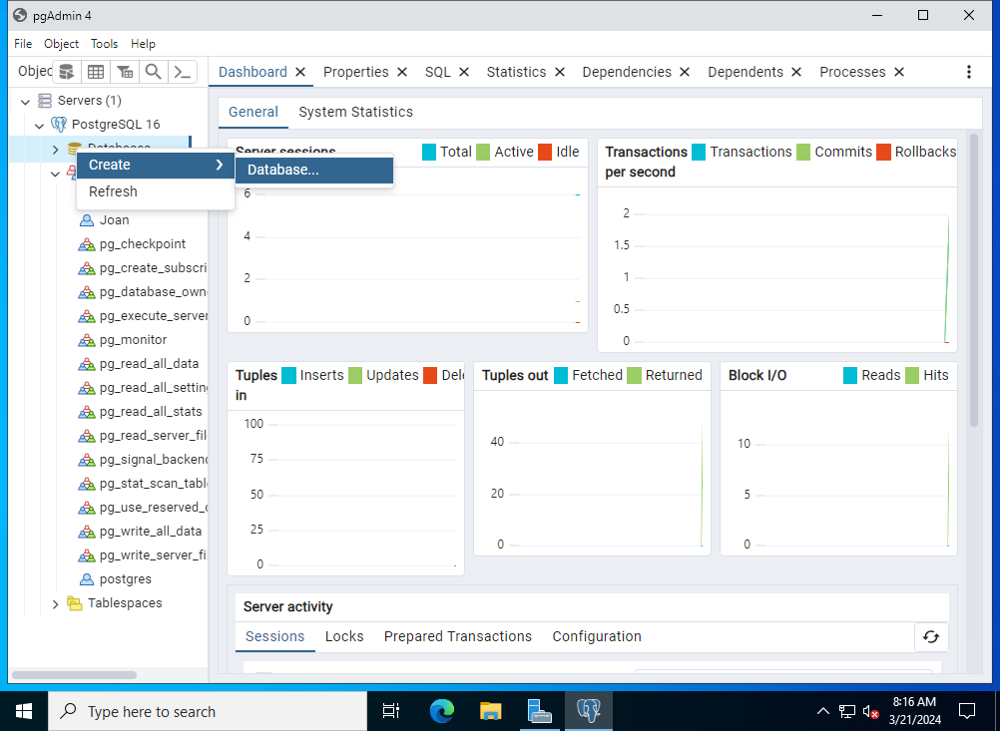 pgAdmin 4
File Object Tools Help
Objec
Dashboard Properties SQL Statistics Dependencies Dependents Processes
Servers (1)
PostgreSQL 16
Databases
Create
Database...
Refresh
Joan
pg_checkpoint
pg_create_subscri
pg_database_own
pg_execute_server
pg_monitor
pg_read_all_data
pg_read_all_setting
pg_read_all_stats
pg_read_server_fil
pg_signal_backend
pg_stat_scan_tabl
pg_use_reserved_c
pg_write_all_data
pg_write_server_fi
postgres
Tablespaces
General System Statistics
Server sessions Total Active Idle
6
4
2
0
Transactions per second Transactions Commits Rollbacks
2
1.5
1
0.5
0
Tuples in Inserts Updates Dele
100
75
50
25
0
Tuples out Fetched Returned
40
20
0
Block I/O Reads Hits
10
5
0
Server activity
Sessions Locks Prepared Transactions Configuration
Type here to search
8:16 AM
3/21/2024